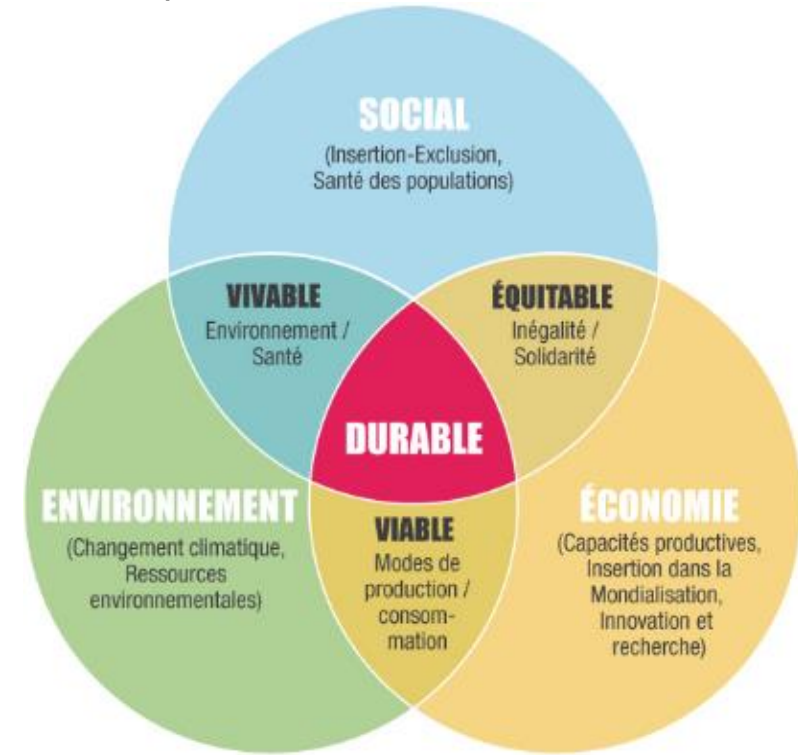 SOCIAL
(Insertion-Exclusion,
Santé des populations)
VIVABLE
Environnement /
Santé
ÉQUITABLE
Inégalité /
Solidarité
DURABLE
ENVIRONNEMENT
(Changement climatique,
Ressources
environnementales)
VIABLE
Modes de
production /
consom-
mation
ÉCONOMIE
(Capacités productives,
Insertion dans la
Mondialisation,
Innovation et
recherche)